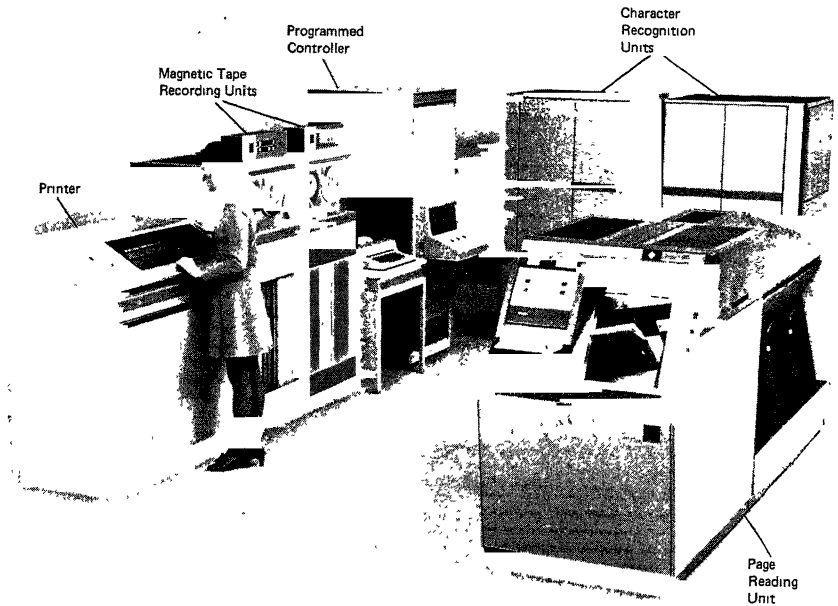 Programmed
Controller
Character
Recognition
Units
Magnetic Tape
Recording Units
Printer
Page
Reading
Unit